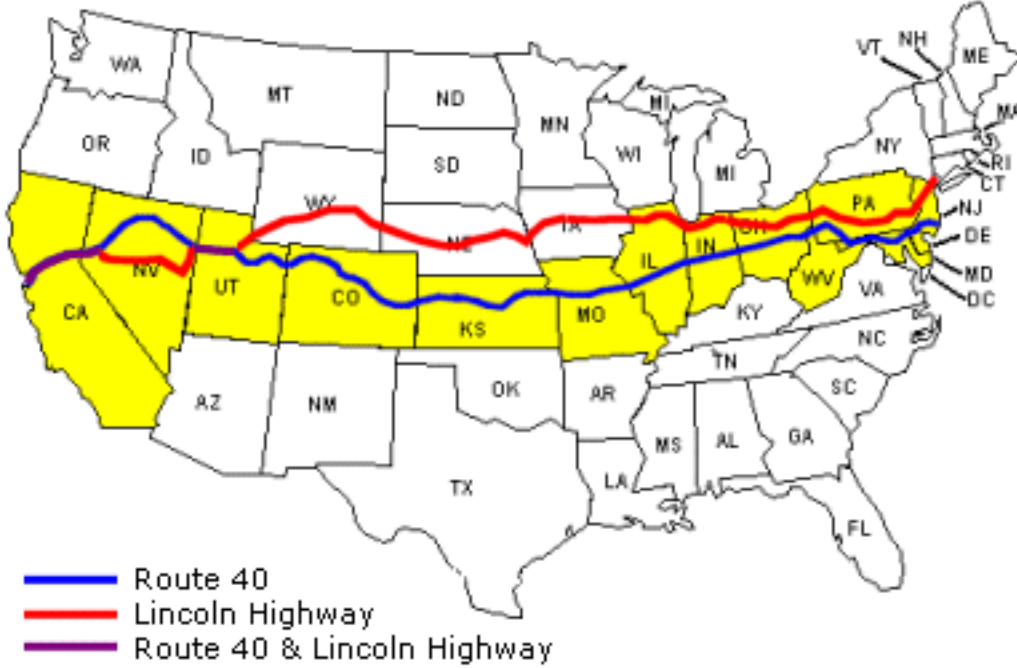 VT NH ME
WA MT ND MN MI MA
OR ID SD WI MI NY RI
CT
WY IA PA NJ
NE OH DE
NV UT CO IL IN WV MD
CA KS MO KY VA DC
TN NC
AZ NM OK AR SC
MS AL GA
TX LA
FL
Route 40
Lincoln Highway
Route 40 & Lincoln Highway